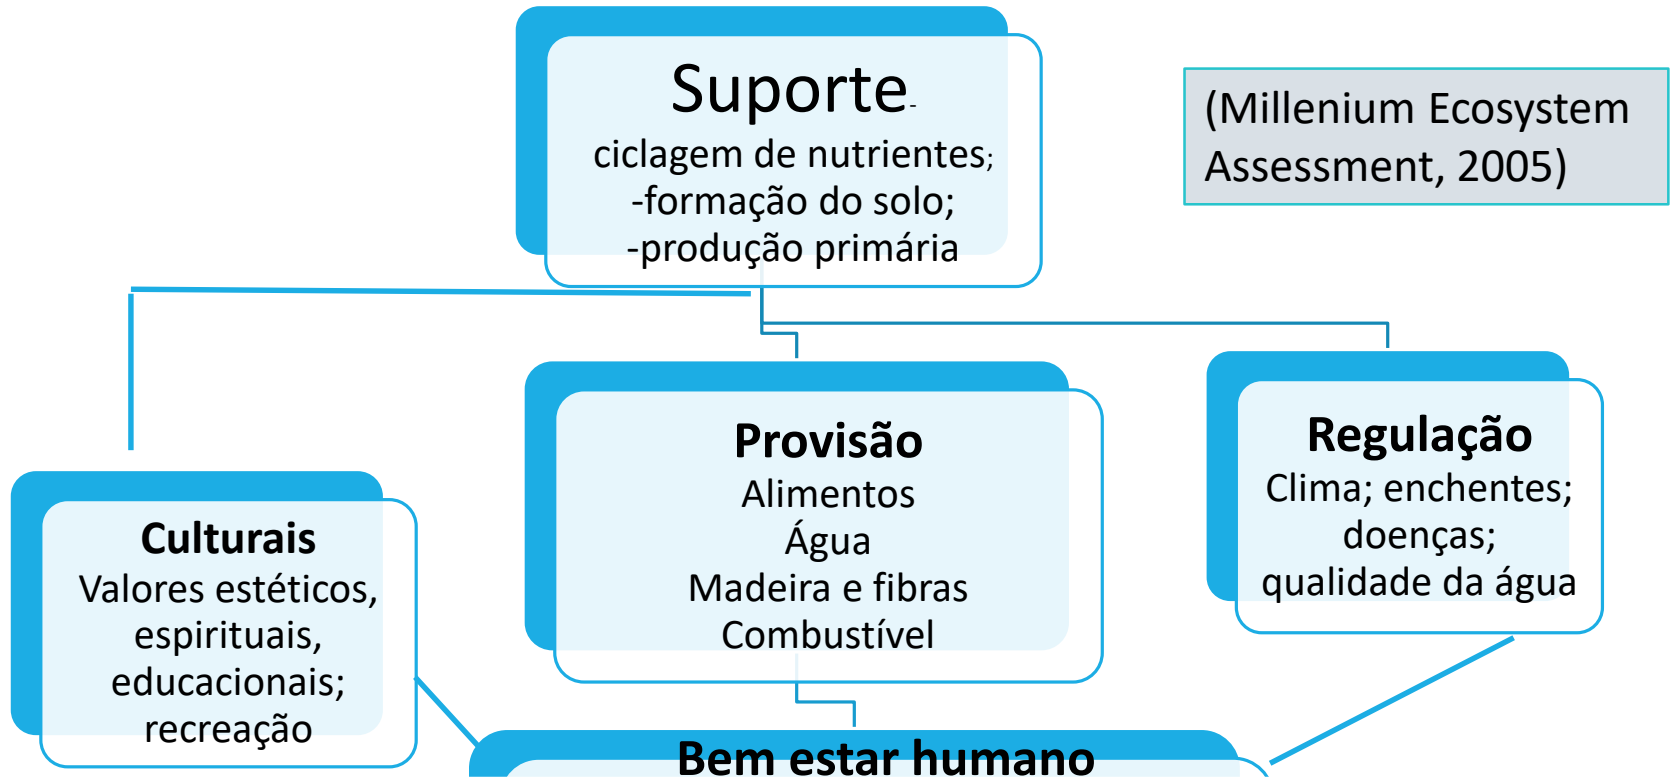 Suporte-
ciclagem de nutrientes;
-formação do solo;
-produção primária
(Millenium Ecosystem
Assessment, 2005)
Culturais
Valores estéticos,
espirituais,
educacionais;
recreação
Provisão
Alimentos
Água
Madeira e fibras
Combustível
Regulação
Clima; enchentes;
doenças;
qualidade da água
Bem estar humano